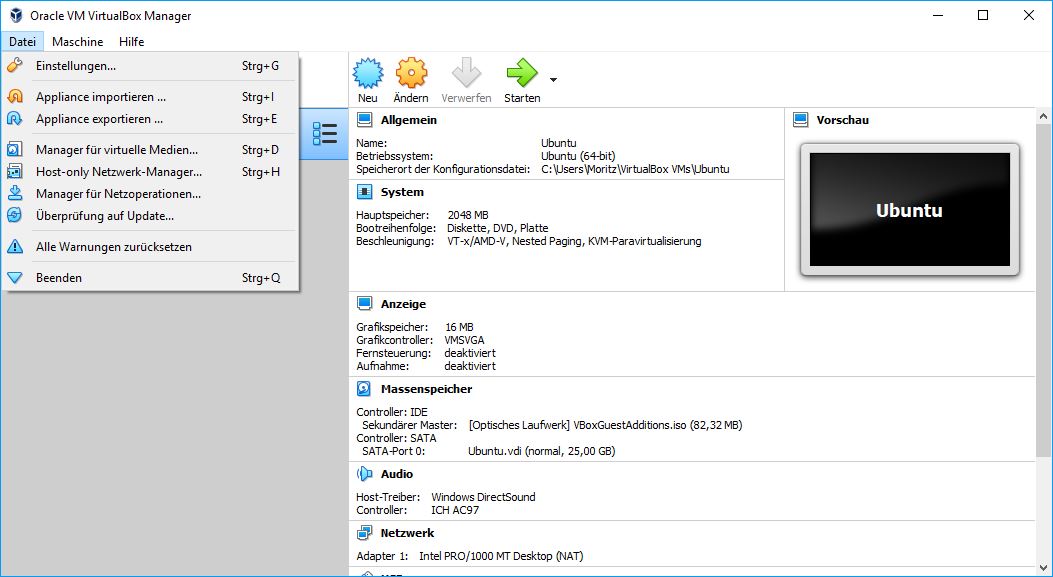 Oracle VM VirtualBox Manager
Datei Maschine Hilfe
Einstellungen... Strg+G
Appliance importieren ... Strg+I
Appliance exportieren ... Strg+E
Manager für virtuelle Medien... Strg+D
Host-only Netzwerk-Manager... Strg+H
Manager für Netzoperationen...
Überprüfung auf Update...
Alle Warnungen zurücksetzen
Beenden Strg+Q
Neu Ändern Verwerfen Starten
Allgemein
Name: Ubuntu
Betriebssystem: Ubuntu (64-bit)
Speicherort der Konfigurationsdatei: C:\Users\Moritz\VirtualBox VMs\Ubuntu
System
Hauptspeicher: 2048 MB
Bootreihenfolge: Diskette, DVD, Platte
Beschleunigung: VT-x/AMD-V, Nested Paging, KVM-Paravirtualisierung
Vorschau
Ubuntu
Anzeige
Grafikspeicher: 16 MB
Grafikcontroller: VMSVGA
Fernsteuerung: deaktiviert
Aufnahme: deaktiviert
Massenspeicher
Controller: IDE
Sekundärer Master: [Optisches Laufwerk] VBoxGuestAdditions.iso (82,32 MB)
Controller: SATA
SATA-Port 0: Ubuntu.vdi (normal, 25,00 GB)
Audio
Host-Treiber: Windows DirectSound
Controller: ICH AC97
Netzwerk
Adapter 1: Intel PRO/1000 MT Desktop (NAT)